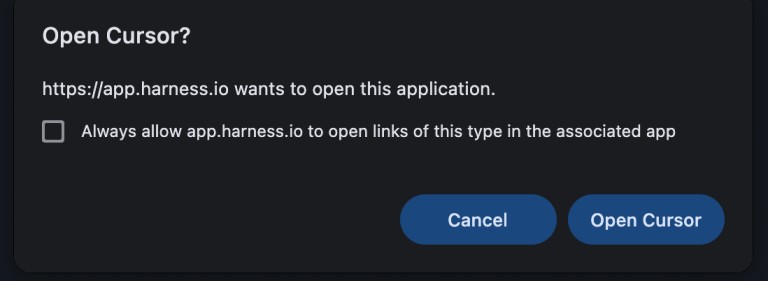 Open Cursor?
https://app.harness.io wants to open this application.
Always allow app.harness.io to open links of this type in the associated app
Cancel
Open Cursor